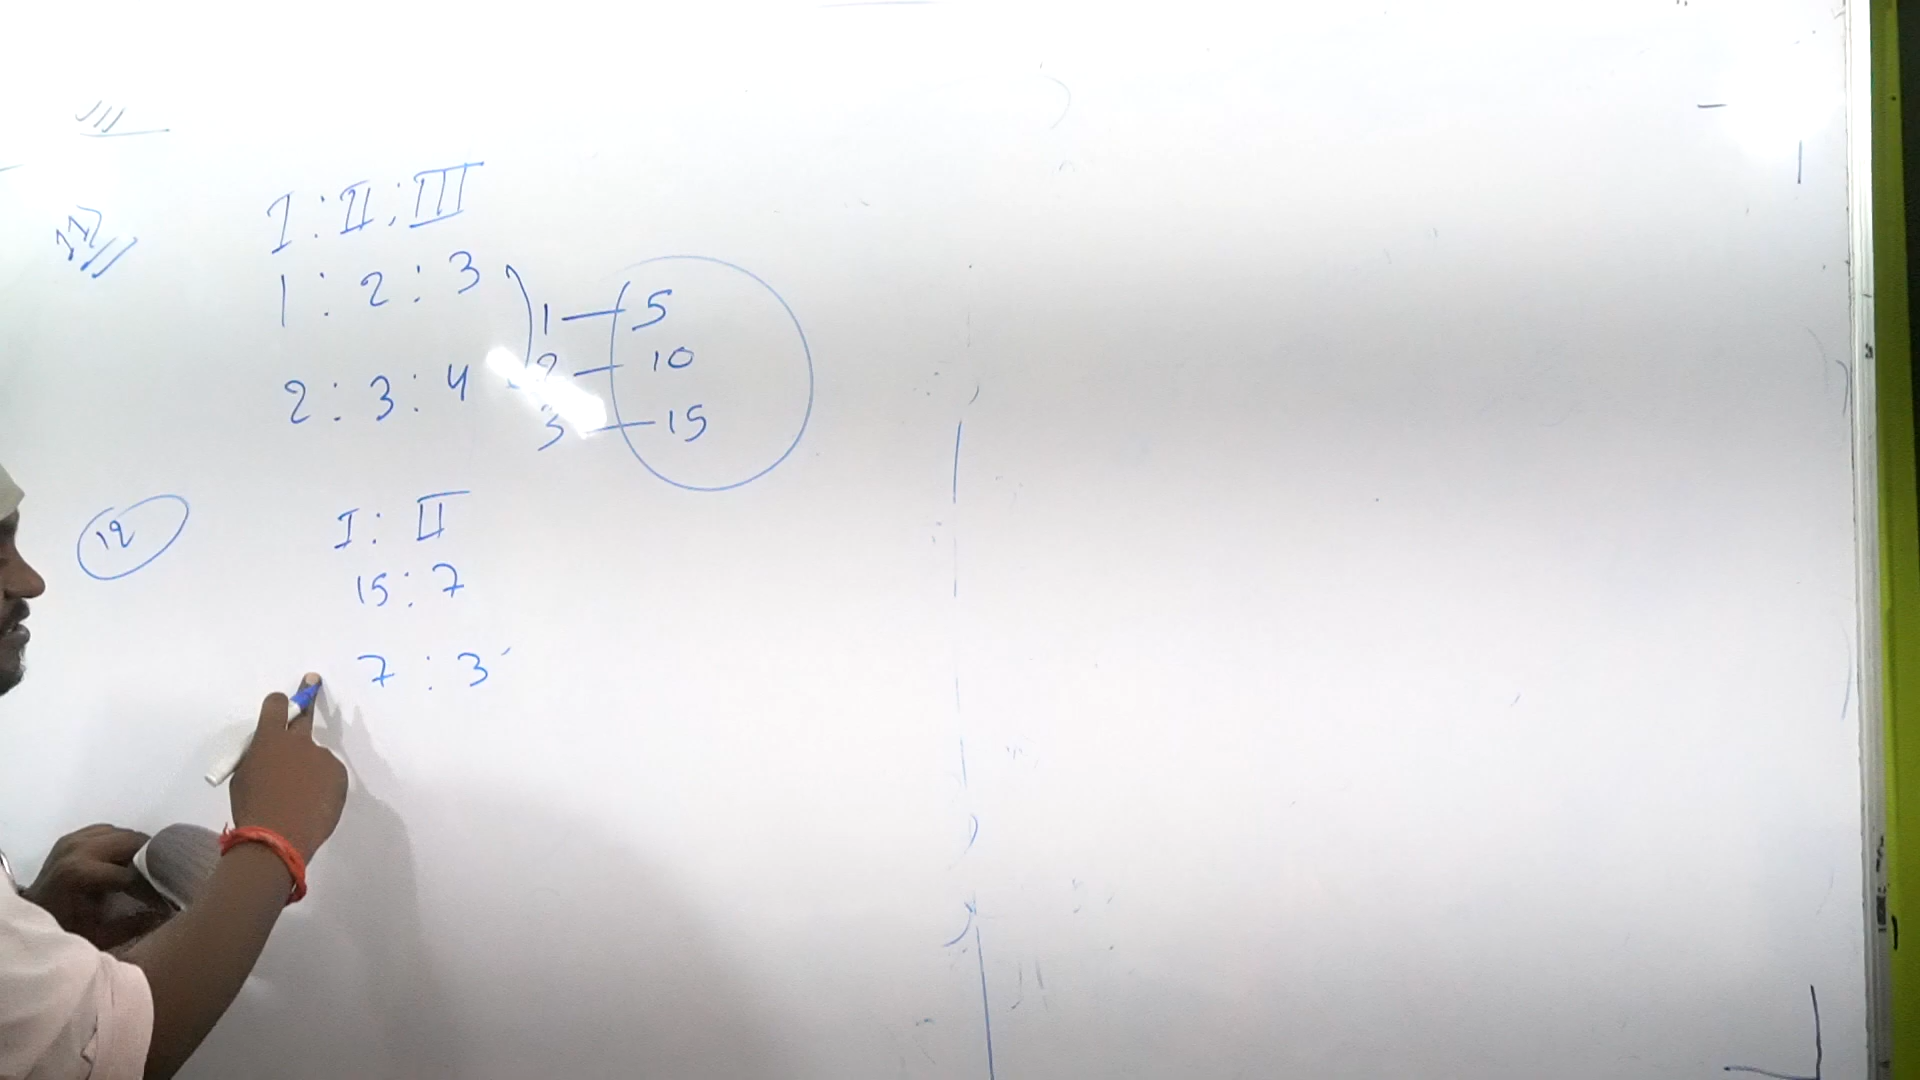 11)
I : II : III
1 : 2 : 3
1 — 5
2 — 10
3 — 15
2 : 3 : 4
12
I : II
15 : 7
7 : 3